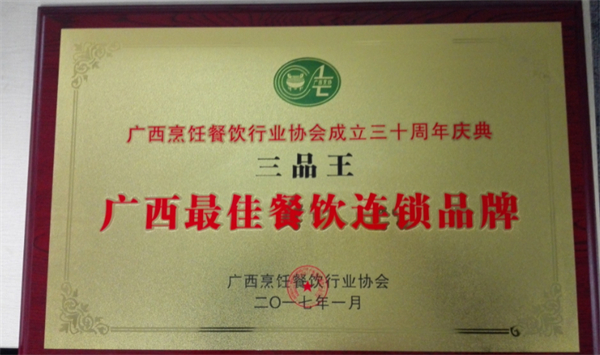 广西烹饪餐饮行业协会成立三十周年庆典
三品王
广西最佳餐饮连锁品牌
广西烹饪餐饮行业协会
二〇一七年一月